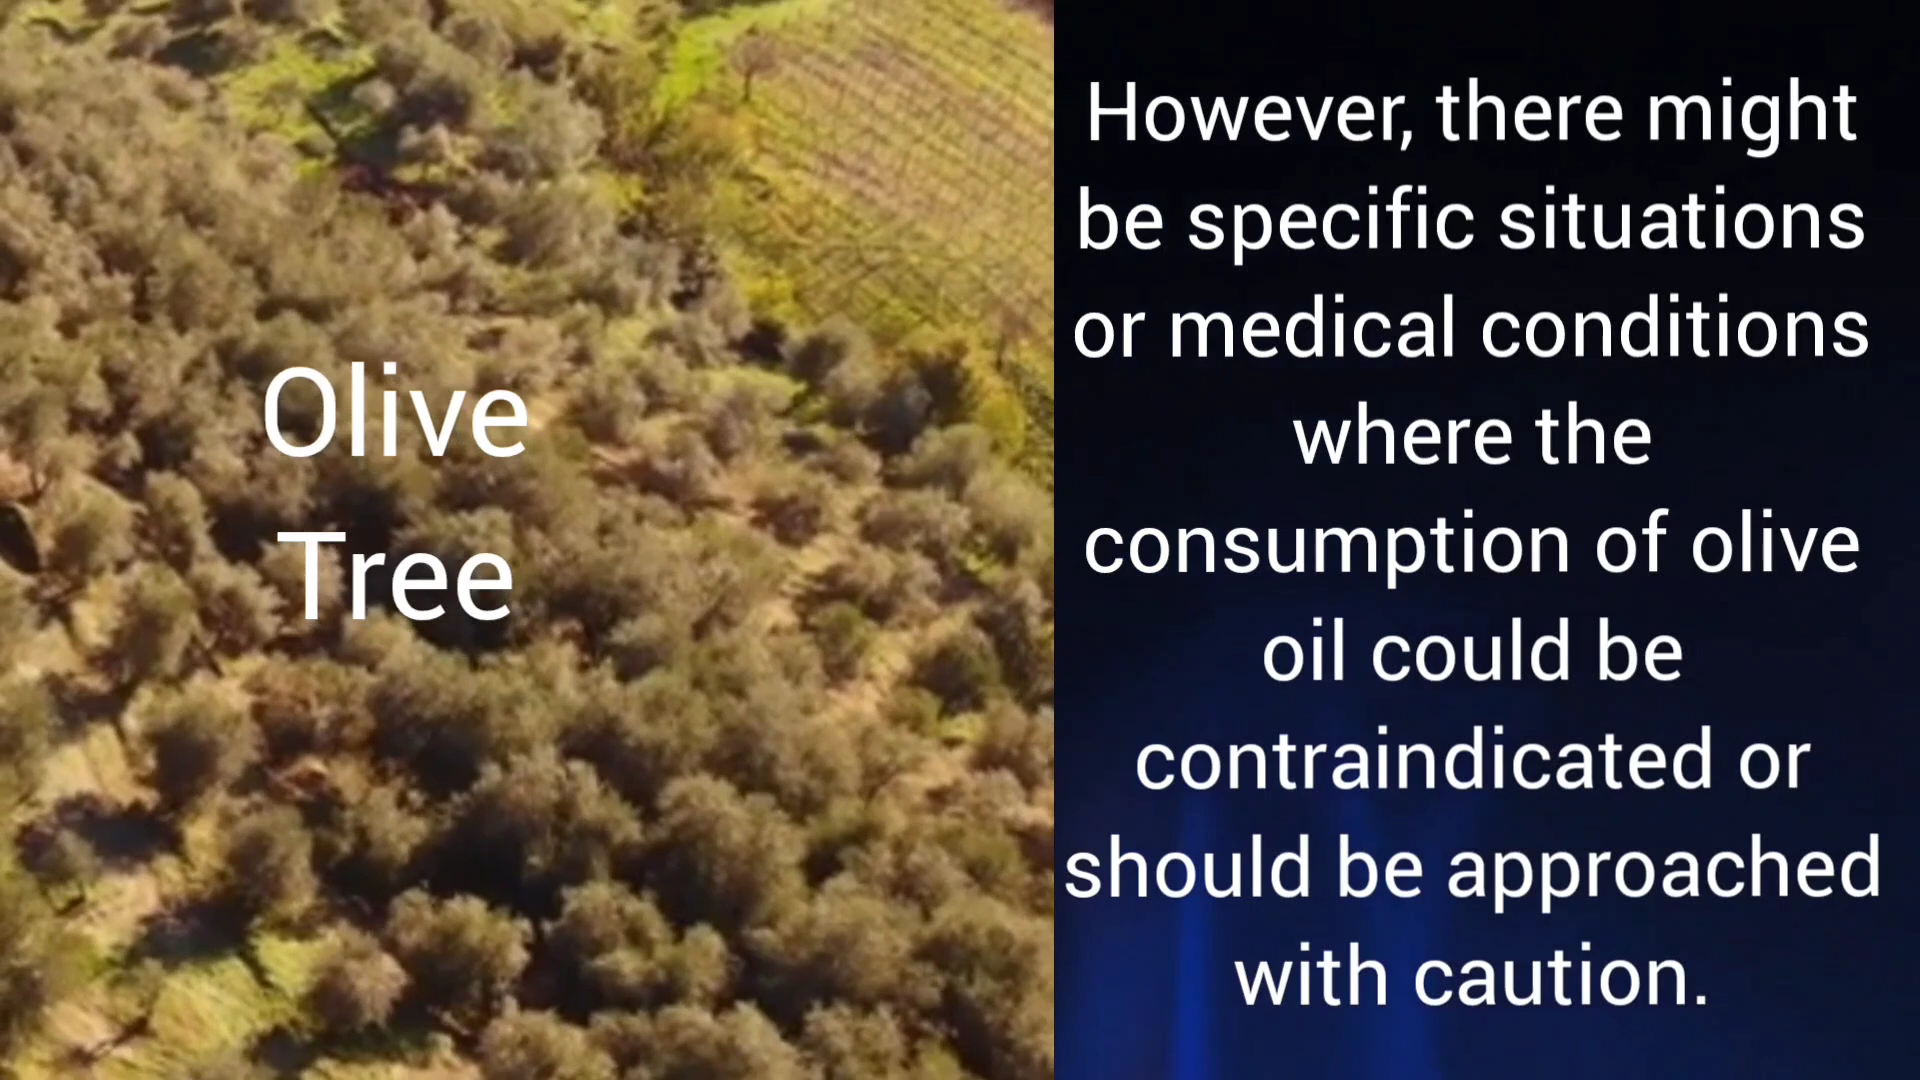 Olive
Tree
However, there might
be specific situations
or medical conditions
where the
consumption of olive
oil could be
contraindicated or
should be approached
with caution.